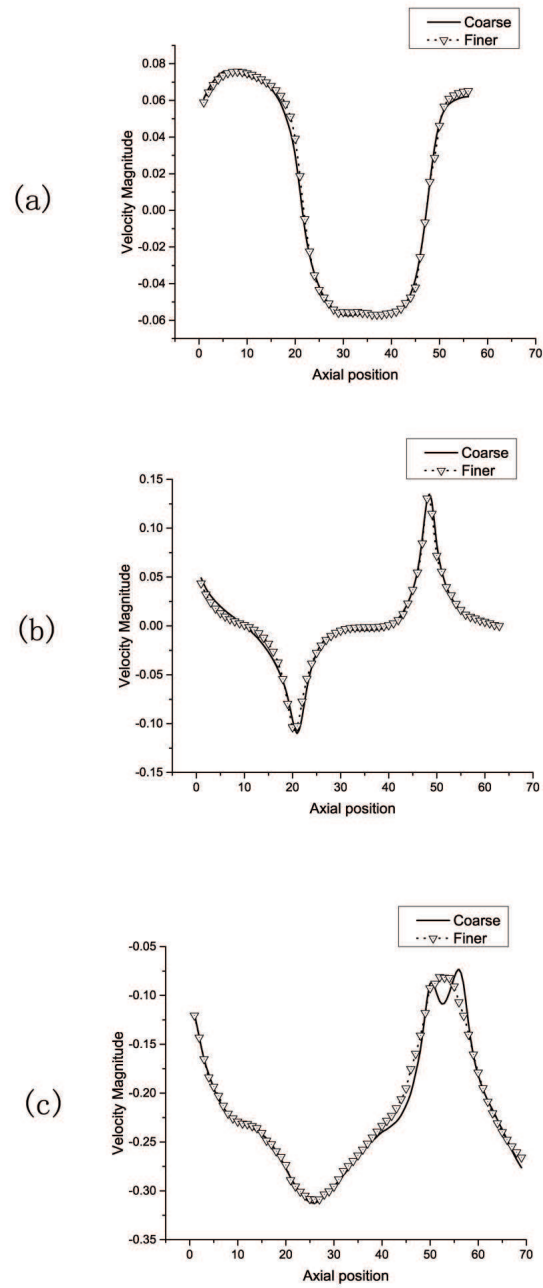 Coarse
Finer
(a)
Velocity Magnitude
0.08
0.06
0.04
0.02
0.00
-0.02
-0.04
-0.06
0 10 20 30 40 50 60 70
Axial position
Coarse
Finer
(b)
Velocity Magnitude
0.15
0.10
0.05
0.00
-0.05
-0.10
-0.15
0 10 20 30 40 50 60 70
Axial position
Coarse
Finer
(c)
Velocity Magnitude
-0.05
-0.10
-0.15
-0.20
-0.25
-0.30
-0.35
0 10 20 30 40 50 60 70
Axial position